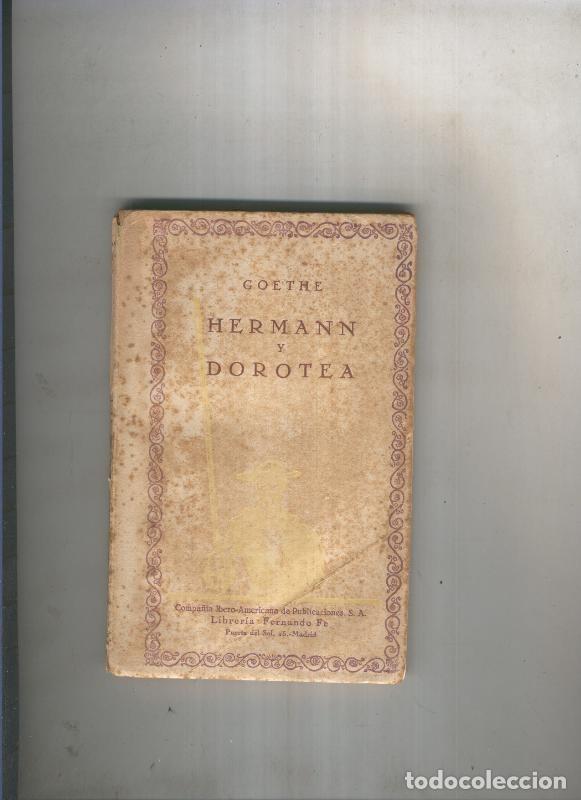 GOETHE
HERMANN
Y
DOROTEA
Compañía Ibero-Americana de Publicaciones, S. A.
Librería Fernando Fe
Puerta del Sol, 15.-Madrid
todocoleccion